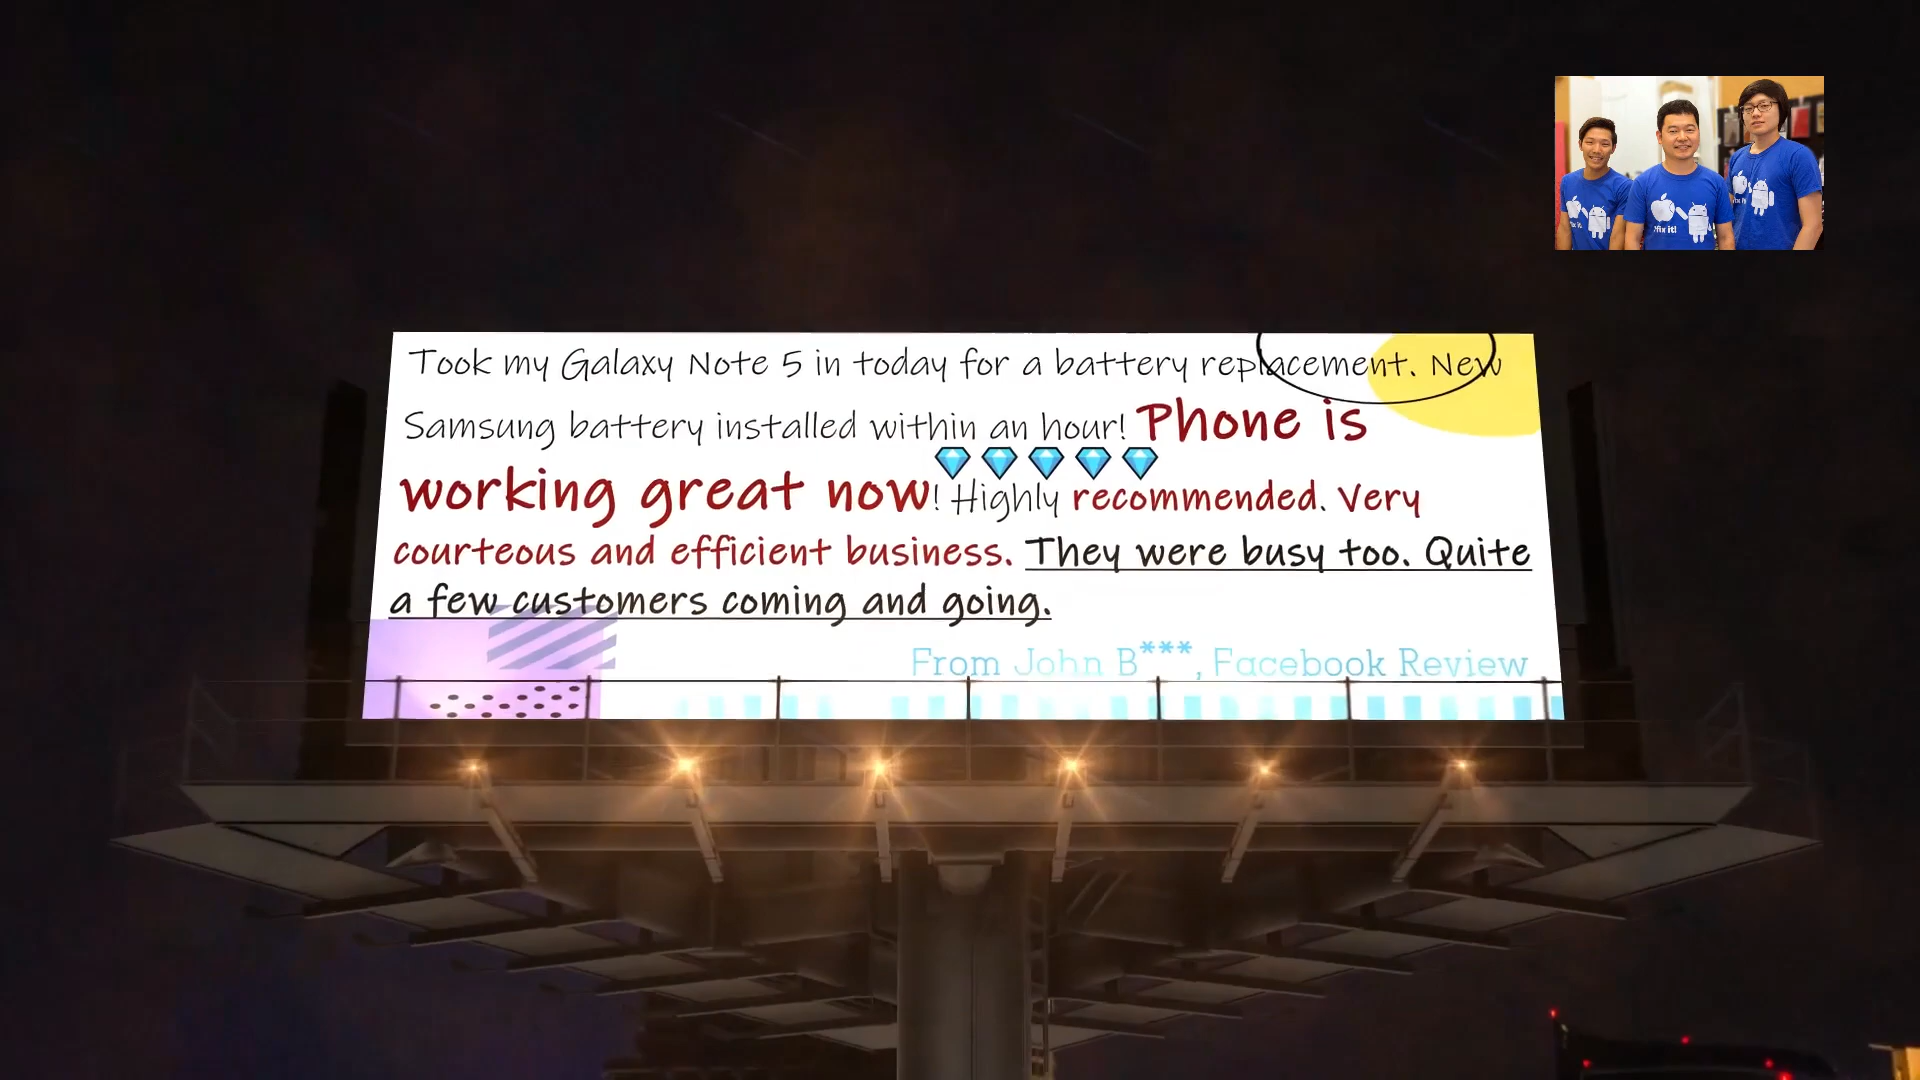 Took my Galaxy Note 5 in today for a battery replacement. New
Samsung battery installed within an hour! Phone is
working great now! Highly recommended. Very
courteous and efficient business. They were busy too. Quite
a few customers coming and going.
From John B***, Facebook Review
fix it!